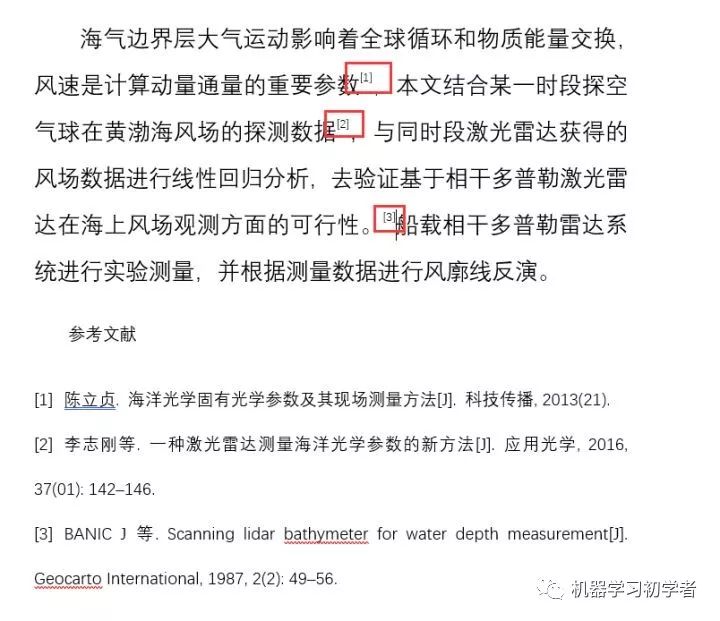 海气边界层大气运动影响着全球循环和物质能量交换，
风速是计算动量通量的重要参数[1]，本文结合某一时段探空
气球在黄渤海风场的探测数据[2]，与同时段激光雷达获得的
风场数据进行线性回归分析，去验证基于相干多普勒激光雷
达在海上风场观测方面的可行性。[3]船载相干多普勒雷达系
统进行实验测量，并根据测量数据进行风廓线反演。
参考文献
[1] 陈立贞. 海洋光学固有光学参数及其现场测量方法[J]. 科技传播, 2013(21).
[2] 李志刚等. 一种激光雷达测量海洋光学参数的新方法[J]. 应用光学, 2016,
37(01): 142–146.
[3] BANIC J 等. Scanning lidar bathymeter for water depth measurement[J].
Geocarto International, 1987, 2(2): 49–56.
机器学习初学者